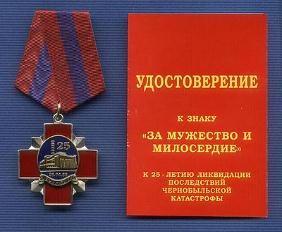 25
УДОСТОВЕРЕНИЕ
К ЗНАКУ
«ЗА МУЖЕСТВО И
МИЛОСЕРДИЕ»
К 25 - ЛЕТИЮ ЛИКВИДАЦИИ
ПОСЛЕДСТВИЙ
ЧЕРНОБЫЛЬСКОЙ
КАТАСТРОФЫ